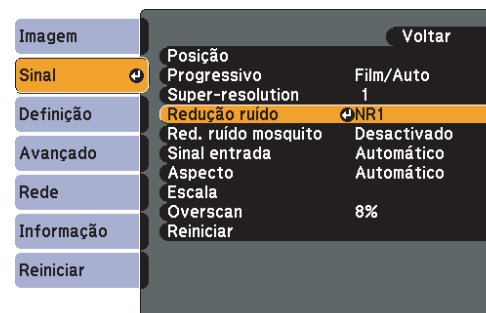 Imagem
Sinal
Definição
Avançado
Rede
Informação
Reiniciar
Voltar
Posição
Progressivo Film/Auto
Super-resolution 1
Redução ruído NR1
Red. ruído mosquito Desactivado
Sinal entrada Automático
Aspecto Automático
Escala
Overscan 8%
Reiniciar